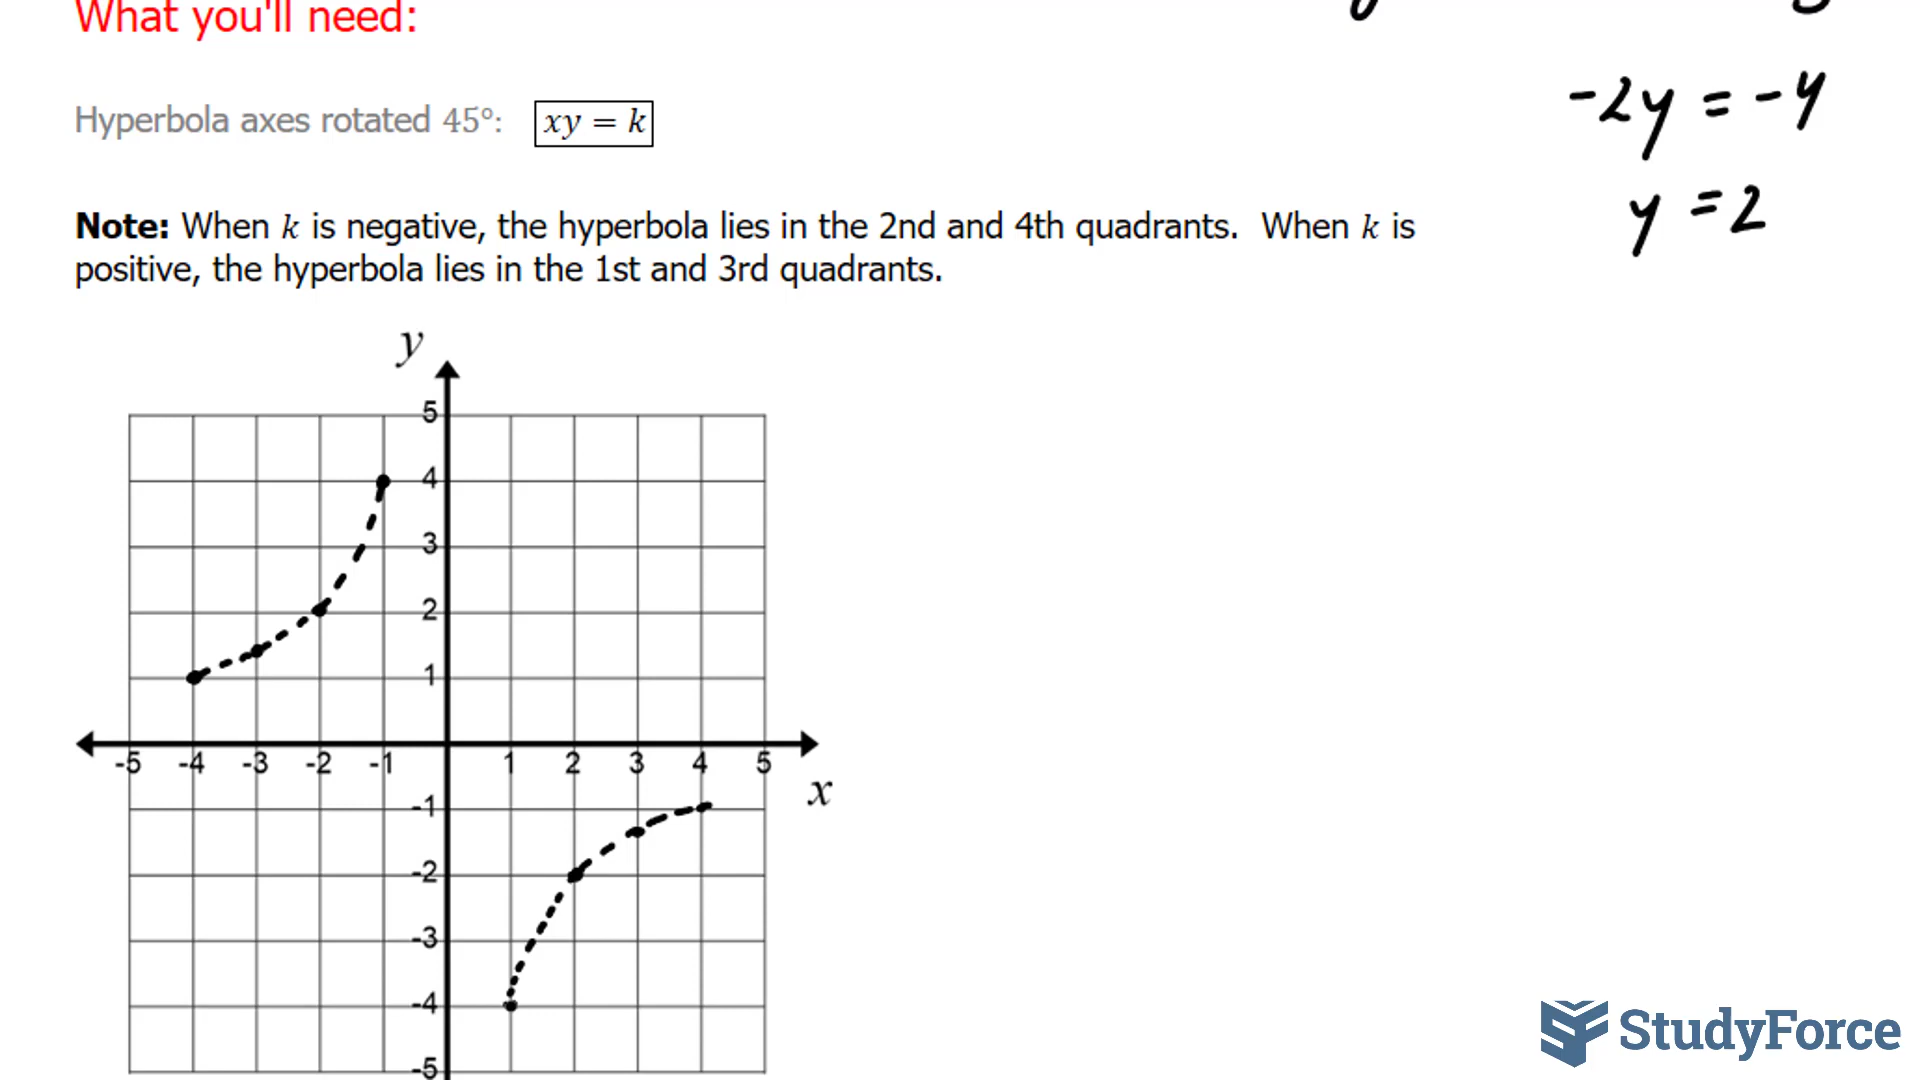 What you'll need:
-2y = -4
Hyperbola axes rotated 45°: xy = k
y = 2
Note: When k is negative, the hyperbola lies in the 2nd and 4th quadrants. When k is
positive, the hyperbola lies in the 1st and 3rd quadrants.
y
5
4
3
2
1
-5 -4 -3 -2 -1 1 2 3 4 5
x
-1
-2
-3
-4
-5
StudyForce